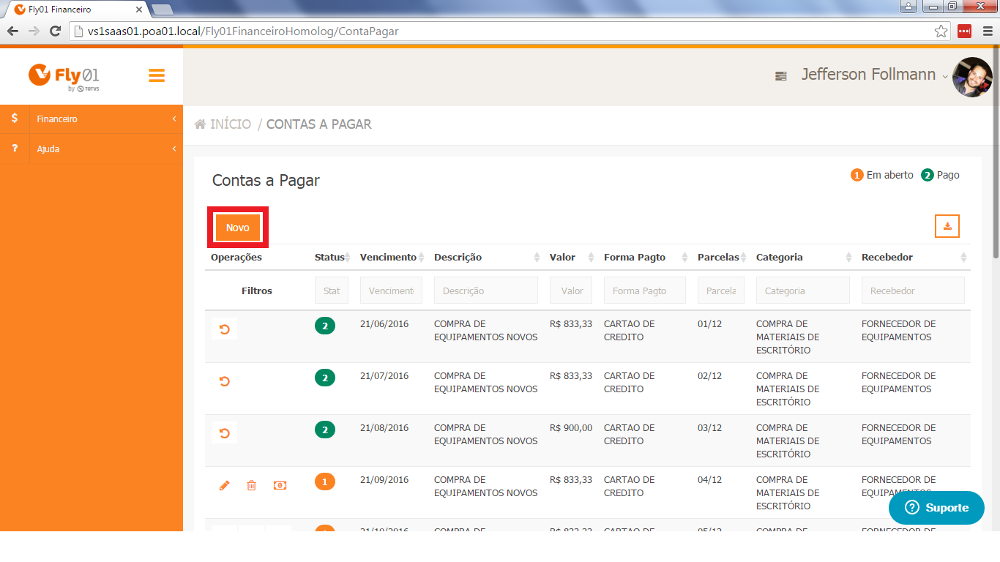 Fly01 Financeiro
vs1saas01.poa01.local/Fly01FinanceiroHomolog/ContaPagar
Fly01
by TOTVS
Jefferson Follmann
$ Financeiro
? Ajuda
INÍCIO / CONTAS A PAGAR
Contas a Pagar
1 Em aberto 2 Pago
Novo
Operações Status Vencimento Descrição Valor Forma Pagto Parcelas Categoria Recebedor
Filtros Stat Vencimento Descrição Valor Forma Pagto Parcela Categoria Recebedor
2 21/06/2016 COMPRA DE R$ 833,33 CARTAO DE 01/12 COMPRA DE FORNECEDOR DE
EQUIPAMENTOS NOVOS CREDITO MATERIAIS DE EQUIPAMENTOS
ESCRITÓRIO
2 21/07/2016 COMPRA DE R$ 833,33 CARTAO DE 02/12 COMPRA DE FORNECEDOR DE
EQUIPAMENTOS NOVOS CREDITO MATERIAIS DE EQUIPAMENTOS
ESCRITÓRIO
2 21/08/2016 COMPRA DE R$ 900,00 CARTAO DE 03/12 COMPRA DE FORNECEDOR DE
EQUIPAMENTOS NOVOS CREDITO MATERIAIS DE EQUIPAMENTOS
ESCRITÓRIO
1 21/09/2016 COMPRA DE R$ 833,33 CARTAO DE 04/12 COMPRA DE FORNECEDOR DE
EQUIPAMENTOS NOVOS CREDITO MATERIAIS DE EQUIPAMENTOS
ESCRITÓRIO
Suporte
21/10/2016 COMPRA DE R$ 833,33 CARTAO DE 05/12 COMPRA DE FORNECEDOR DE